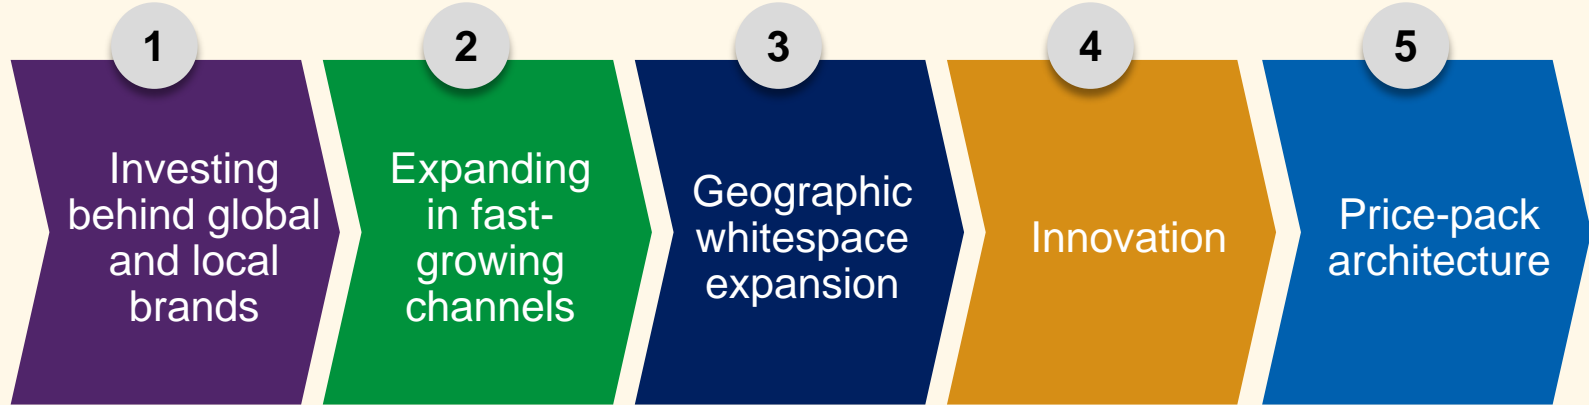 1
Investing
behind global
and local
brands
2
Expanding
in fast-
growing
channels
3
Geographic
whitespace
expansion
4
Innovation
5
Price-pack
architecture